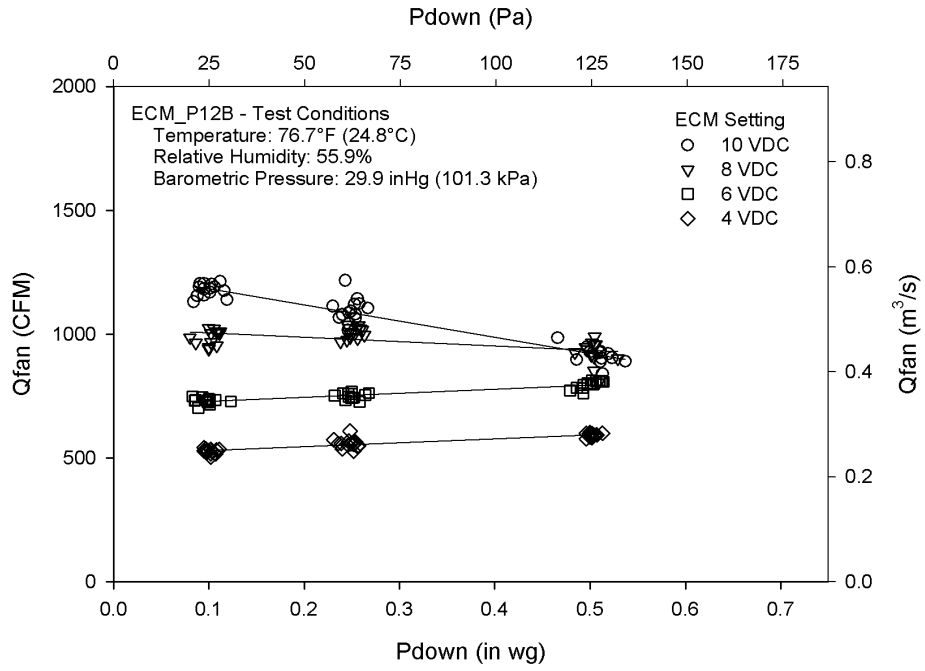 Pdown (Pa)
0 25 50 75 100 125 150 175
ECM_P12B - Test Conditions
Temperature: 76.7°F (24.8°C)
Relative Humidity: 55.9%
Barometric Pressure: 29.9 inHg (101.3 kPa)
ECM Setting
10 VDC
8 VDC
6 VDC
4 VDC
Qfan (CFM)
2000
1500
1000
500
0
Qfan (m³/s)
0.8
0.6
0.4
0.2
0.0
0.0 0.1 0.2 0.3 0.4 0.5 0.6 0.7
Pdown (in wg)